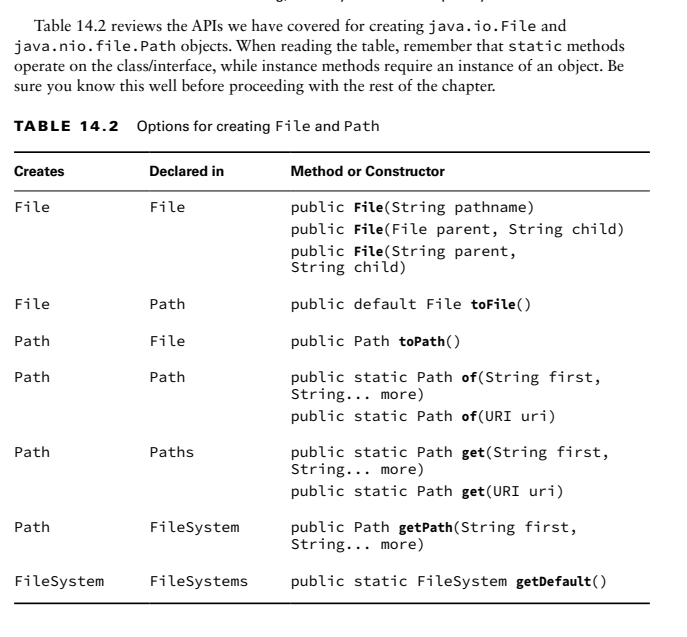 Table 14.2 reviews the APIs we have covered for creating java.io.File and
java.nio.file.Path objects. When reading the table, remember that static methods
operate on the class/interface, while instance methods require an instance of an object. Be
sure you know this well before proceeding with the rest of the chapter.
TABLE 14.2 Options for creating File and Path
Creates Declared in Method or Constructor
File File public File(String pathname)
public File(File parent, String child)
public File(String parent,
String child)
File Path public default File toFile()
Path File public Path toPath()
Path Path public static Path of(String first,
String... more)
public static Path of(URI uri)
Path Paths public static Path get(String first,
String... more)
public static Path get(URI uri)
Path FileSystem public Path getPath(String first,
String... more)
FileSystem FileSystems public static FileSystem getDefault()